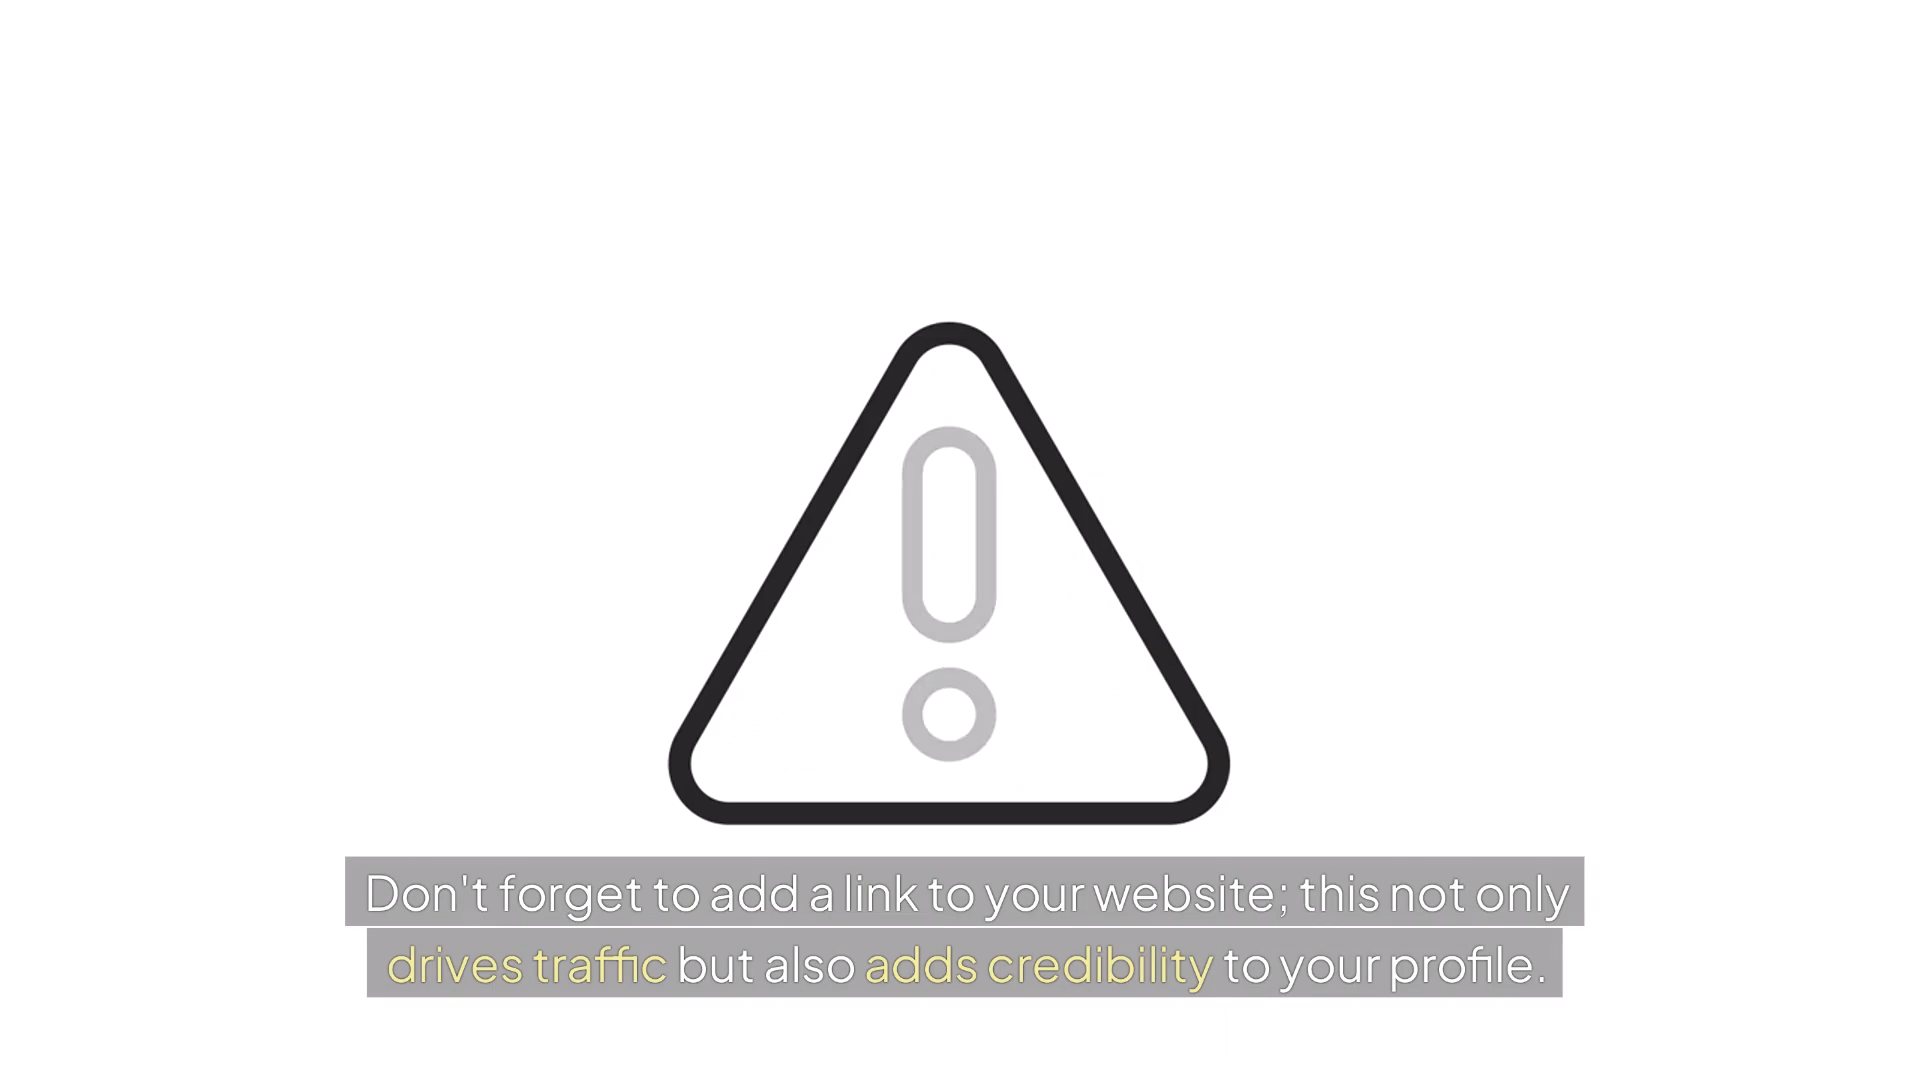 Don't forget to add a link to your website; this not only
drives traffic but also adds credibility to your profile.